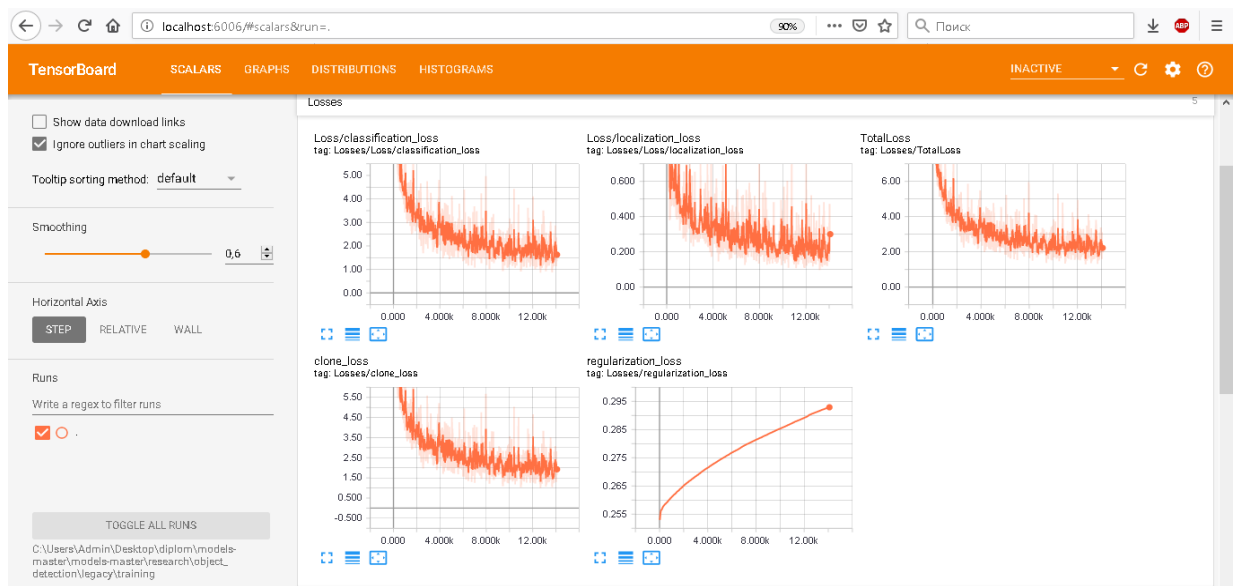 localhost:6006/#scalars&run=.
90%
Поиск
ABP
TensorBoard SCALARS GRAPHS DISTRIBUTIONS HISTOGRAMS INACTIVE
Show data download links
Ignore outliers in chart scaling
Tooltip sorting method: default
Smoothing
0,6
Horizontal Axis
STEP RELATIVE WALL
Runs
Write a regex to filter runs
.
TOGGLE ALL RUNS
C:\Users\Admin\Desktop\diplom\models-
master\models-master\research\object_
detection\legacy\training
Losses 5
Loss/classification_loss
tag: Losses/Loss/classification_loss
5.00
4.00
3.00
2.00
1.00
0.00
0.000 4.000k 8.000k 12.00k
Loss/localization_loss
tag: Losses/Loss/localization_loss
0.600
0.400
0.200
0.00
0.000 4.000k 8.000k 12.00k
TotalLoss
tag: Losses/TotalLoss
6.00
4.00
2.00
0.00
0.000 4.000k 8.000k 12.00k
clone_loss
tag: Losses/clone_loss
5.50
4.50
3.50
2.50
1.50
0.500
-0.500
0.000 4.000k 8.000k 12.00k
regularization_loss
tag: Losses/regularization_loss
0.295
0.285
0.275
0.265
0.255
0.000 4.000k 8.000k 12.00k